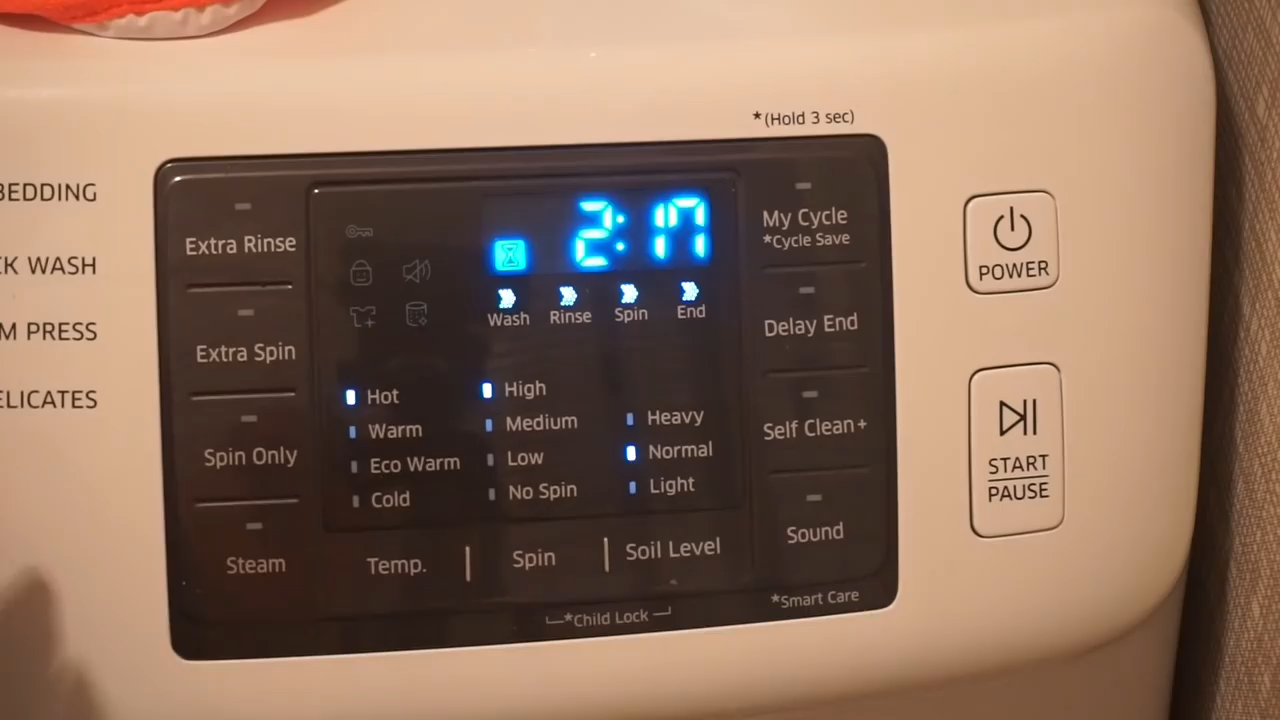 *(Hold 3 sec)
BEDDING
CK WASH
M PRESS
ELICATES
Extra Rinse
Extra Spin
Spin Only
Steam
2:17
Wash Rinse Spin End
Hot
Warm
Eco Warm
Cold
High
Medium
Low
No Spin
Heavy
Normal
Light
Temp. | Spin | Soil Level
*Child Lock
My Cycle
*Cycle Save
Delay End
Self Clean+
Sound
*Smart Care
POWER
START
PAUSE